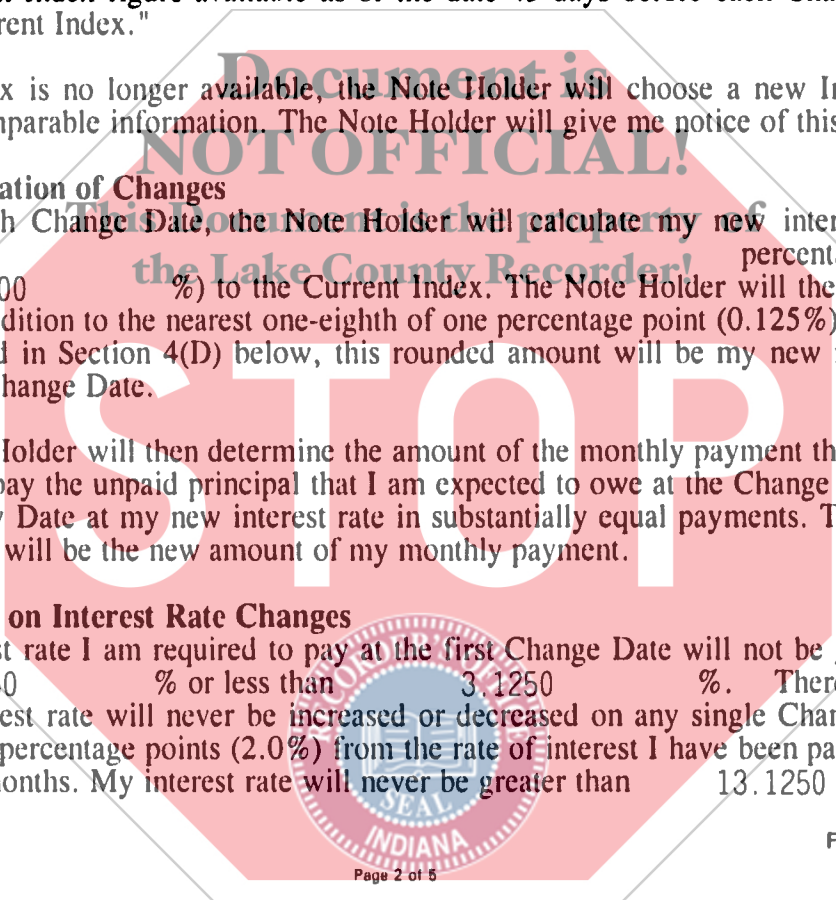 rent Index."
Document is
x is no longer available, the Note Holder will choose a new In
nparable information. The Note Holder will give me notice of this
NOT OFFICIAL!
ation of Changes
This Document is the property of
h Change Date, the Note Holder will calculate my new inter
percenta
the Lake County Recorder!
00 %) to the Current Index. The Note Holder will the
dition to the nearest one-eighth of one percentage point (0.125%)
d in Section 4(D) below, this rounded amount will be my new
hange Date.
STOP
Holder will then determine the amount of the monthly payment th
pay the unpaid principal that I am expected to owe at the Change
y Date at my new interest rate in substantially equal payments. T
will be the new amount of my monthly payment.
on Interest Rate Changes
st rate I am required to pay at the first Change Date will not be
0 % or less than 3.1250 %. There
est rate will never be increased or decreased on any single Chan
percentage points (2.0%) from the rate of interest I have been pa
onths. My interest rate will never be greater than 13.1250
RECORDER'S OFFICE
SEAL
INDIANA
F
Page 2 of 5